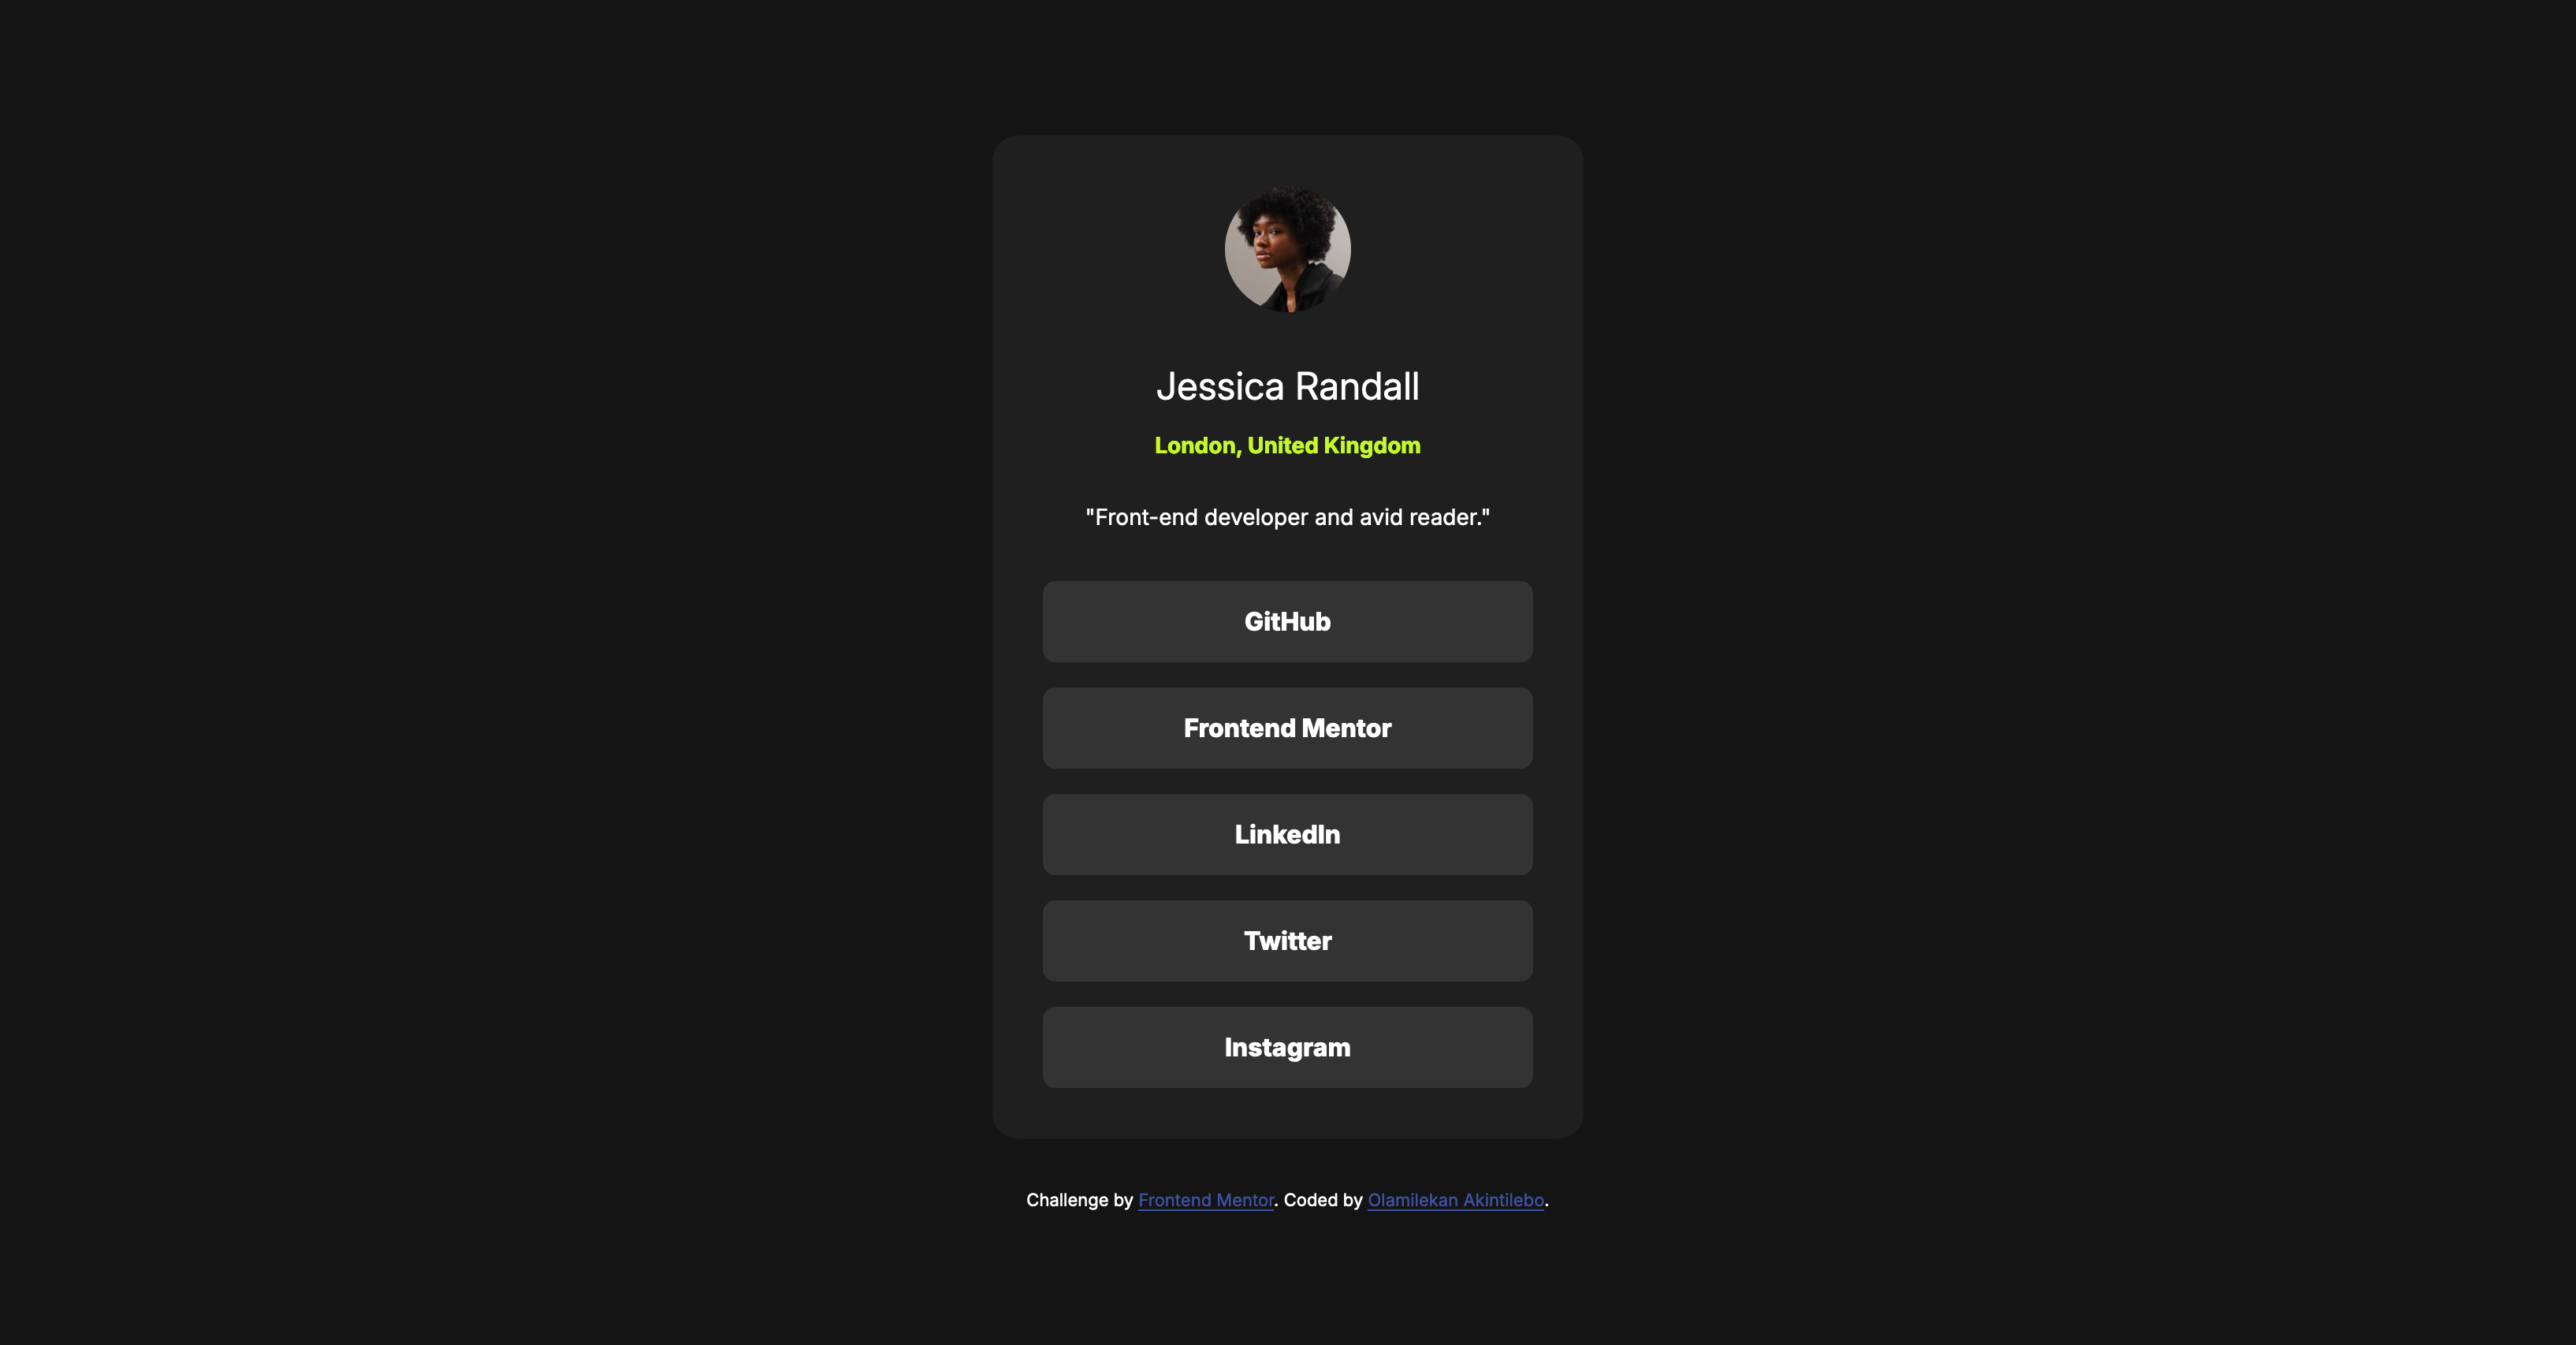 Jessica Randall
London, United Kingdom
"Front-end developer and avid reader."
GitHub
Frontend Mentor
LinkedIn
Twitter
Instagram
Challenge by Frontend Mentor. Coded by Olamilekan Akintilebo.